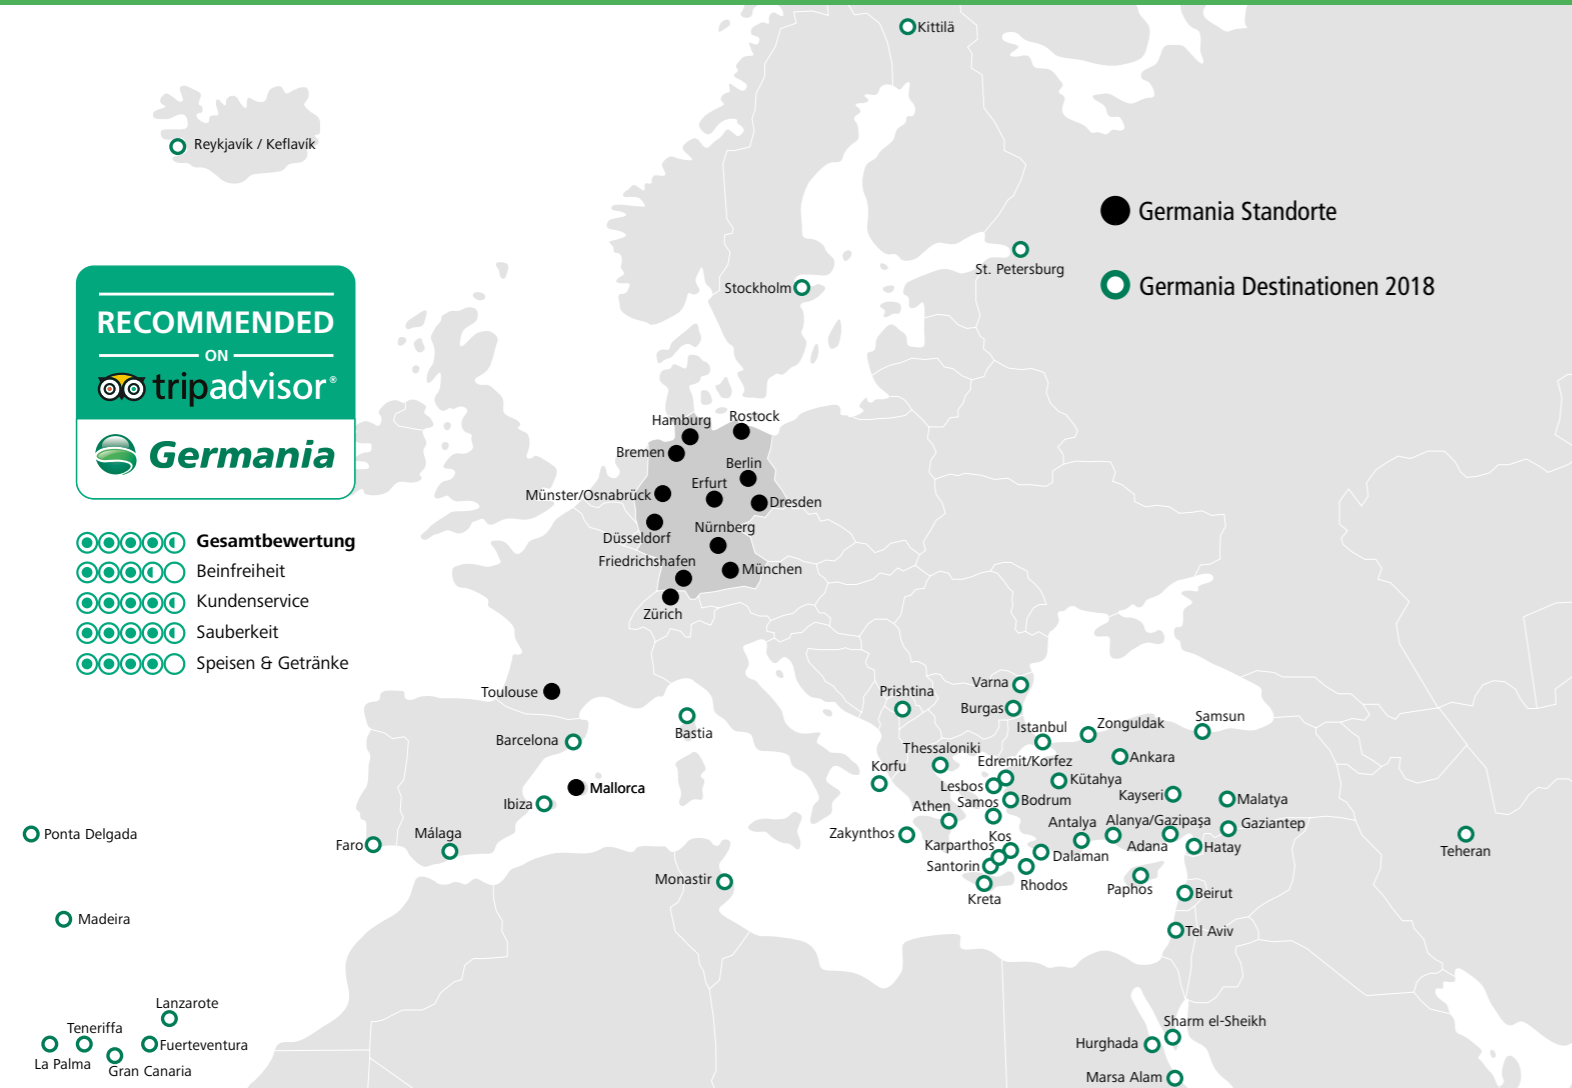 Kittilä
Reykjavík / Keflavík
Germania Standorte
St. Petersburg
Stockholm
Germania Destinationen 2018
RECOMMENDED
ON
tripadvisor®
Germania
Gesamtbewertung
Beinfreiheit
Kundenservice
Sauberkeit
Speisen & Getränke
Hamburg
Rostock
Bremen
Berlin
Münster/Osnabrück
Erfurt
Dresden
Düsseldorf
Nürnberg
Friedrichshafen
München
Zürich
Toulouse
Bastia
Barcelona
Mallorca
Ibiza
Ponta Delgada
Faro
Málaga
Monastir
Madeira
Lanzarote
Teneriffa
Fuerteventura
La Palma
Gran Canaria
Prishtina
Varna
Burgas
Istanbul
Zonguldak
Samsun
Thessaloniki
Edremit/Korfez
Ankara
Korfu
Lesbos
Kütahya
Athen
Samos
Bodrum
Kayseri
Malatya
Zakynthos
Kos
Antalya
Alanya/Gazipaşa
Gaziantep
Karparthos
Dalaman
Adana
Hatay
Teheran
Santorin
Rhodos
Paphos
Beirut
Kreta
Tel Aviv
Sharm el-Sheikh
Hurghada
Marsa Alam